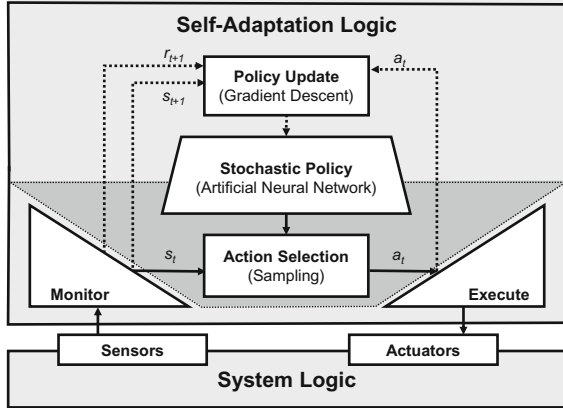 Self-Adaptation Logic
r_{t+1}
a_t
Policy Update
(Gradient Descent)
s_{t+1}
Stochastic Policy
(Artificial Neural Network)
s_t
Action Selection
(Sampling)
a_t
Monitor
Execute
Sensors
Actuators
System Logic